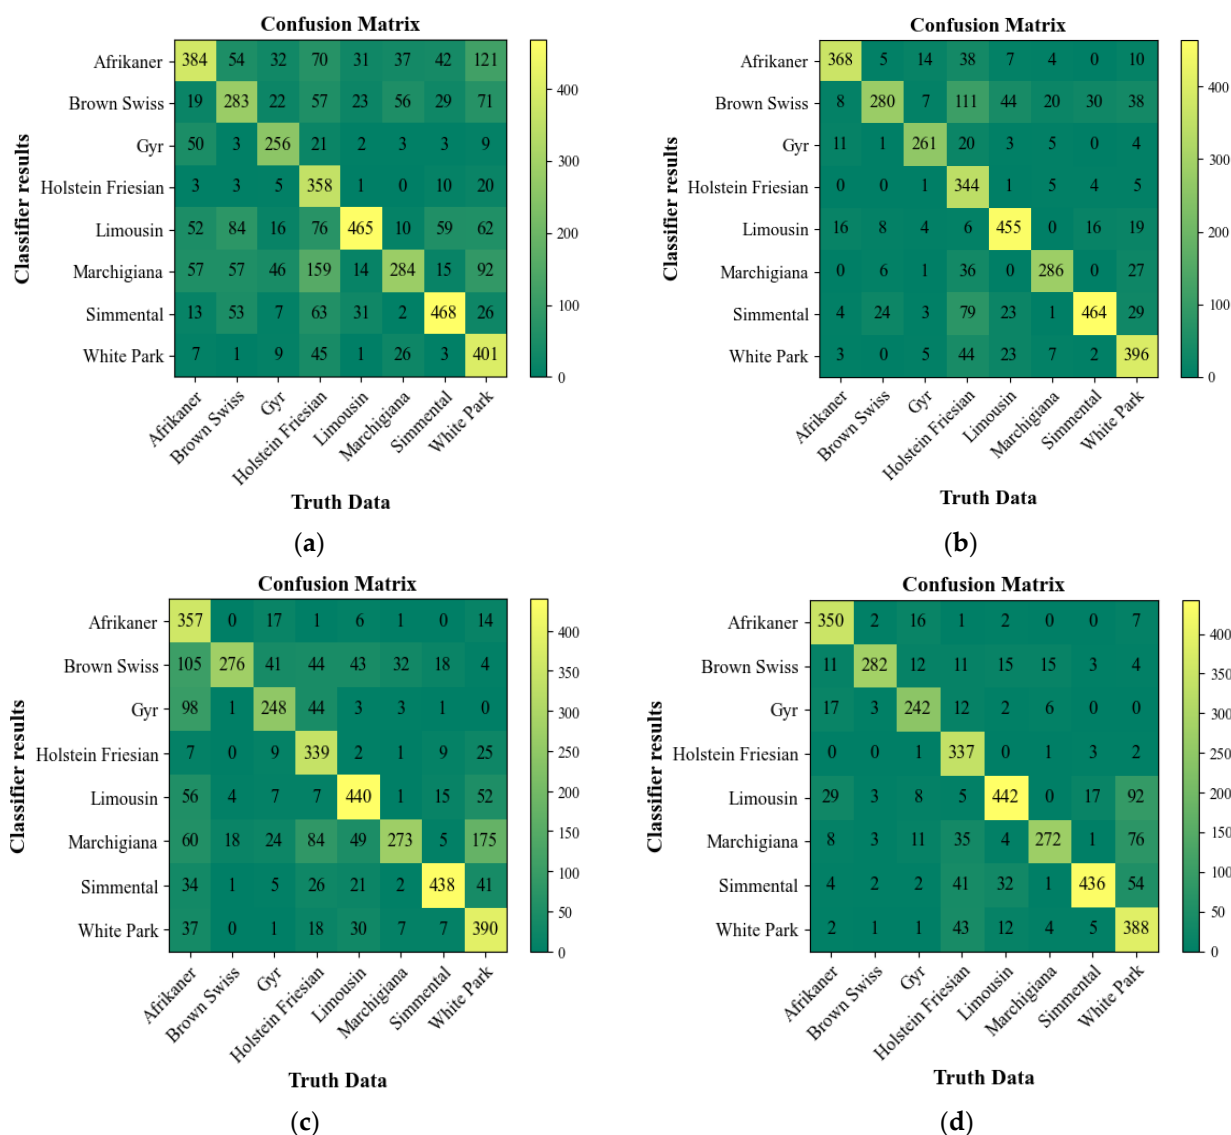 Confusion Matrix
Afrikaner 384 54 32 70 31 37 42 121
Brown Swiss 19 283 22 57 23 56 29 71
Gyr 50 3 256 21 2 3 3 9
Holstein Friesian 3 3 5 358 1 0 10 20
Limousin 52 84 16 76 465 10 59 62
Marchigiana 57 57 46 159 14 284 15 92
Simmental 13 53 7 63 31 2 468 26
White Park 7 1 9 45 1 26 3 401
Classifier results
400
300
200
100
0
Afrikaner Brown Swiss Gyr Holstein Friesian Limousin Marchigiana Simmental White Park
Truth Data
(a)
Confusion Matrix
Afrikaner 368 5 14 38 7 4 0 10
Brown Swiss 8 280 7 111 44 20 30 38
Gyr 11 1 261 20 3 5 0 4
Holstein Friesian 0 0 1 344 1 5 4 5
Limousin 16 8 4 6 455 0 16 19
Marchigiana 0 6 1 36 0 286 0 27
Simmental 4 24 3 79 23 1 464 29
White Park 3 0 5 44 23 7 2 396
Classifier results
400
300
200
100
0
Afrikaner Brown Swiss Gyr Holstein Friesian Limousin Marchigiana Simmental White Park
Truth Data
(b)
Confusion Matrix
Afrikaner 357 0 17 1 6 1 0 14
Brown Swiss 105 276 41 44 43 32 18 4
Gyr 98 1 248 44 3 3 1 0
Holstein Friesian 7 0 9 339 2 1 9 25
Limousin 56 4 7 7 440 1 15 52
Marchigiana 60 18 24 84 49 273 5 175
Simmental 34 1 5 26 21 2 438 41
White Park 37 0 1 18 30 7 7 390
Classifier results
400
350
300
250
200
150
100
50
0
Afrikaner Brown Swiss Gyr Holstein Friesian Limousin Marchigiana Simmental White Park
Truth Data
(c)
Confusion Matrix
Afrikaner 350 2 16 1 2 0 0 7
Brown Swiss 11 282 12 11 15 15 3 4
Gyr 17 3 242 12 2 6 0 0
Holstein Friesian 0 0 1 337 0 1 3 2
Limousin 29 3 8 5 442 0 17 92
Marchigiana 8 3 11 35 4 272 1 76
Simmental 4 2 2 41 32 1 436 54
White Park 2 1 1 43 12 4 5 388
Classifier results
400
350
300
250
200
150
100
50
0
Afrikaner Brown Swiss Gyr Holstein Friesian Limousin Marchigiana Simmental White Park
Truth Data
(d)